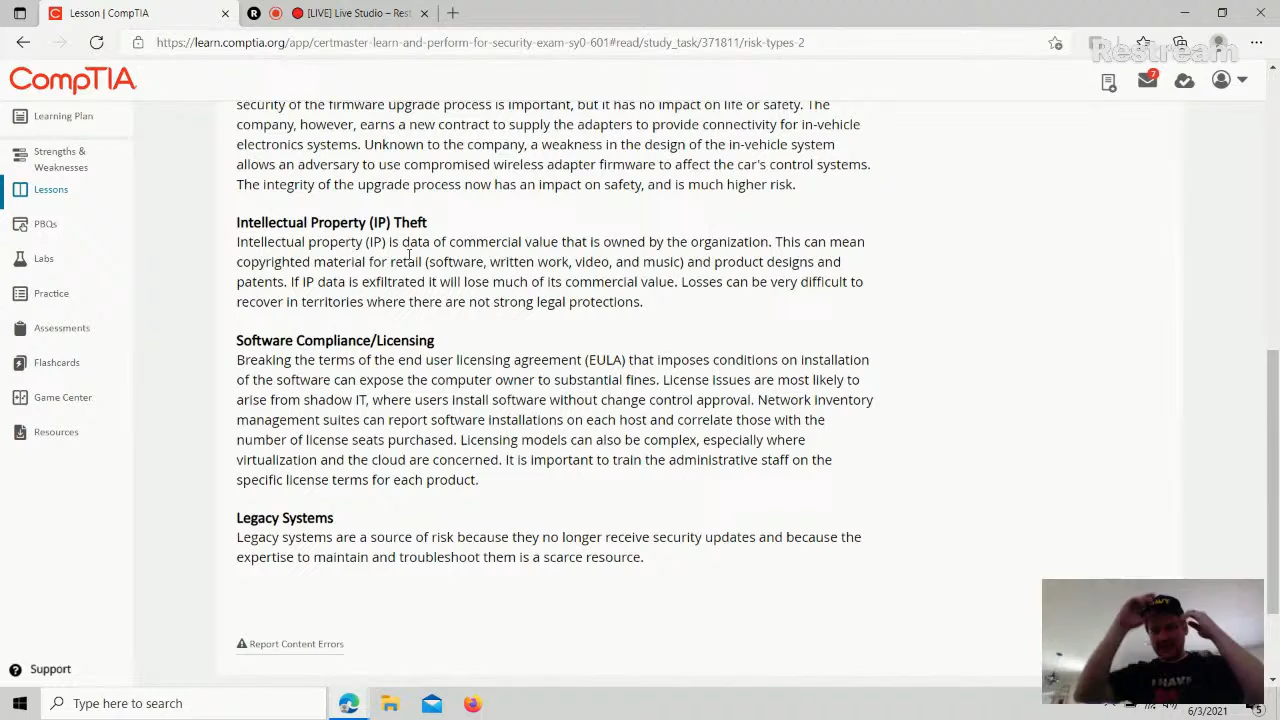 Lesson | CompTIA
R
[LIVE] Live Studio – Rest
https://learn.comptia.org/app/certmaster-learn-and-perform-for-security-exam-sy0-601#read/study_task/371811/risk-types-2
Restream
CompTIA
7
Learning Plan
Strengths &
Weaknesses
Lessons
PBQs
Labs
Practice
Assessments
Flashcards
Game Center
Resources
Support
security of the firmware upgrade process is important, but it has no impact on life or safety. The
company, however, earns a new contract to supply the adapters to provide connectivity for in-vehicle
electronics systems. Unknown to the company, a weakness in the design of the in-vehicle system
allows an adversary to use compromised wireless adapter firmware to affect the car's control systems.
The integrity of the upgrade process now has an impact on safety, and is much higher risk.
Intellectual Property (IP) Theft
Intellectual property (IP) is data of commercial value that is owned by the organization. This can mean
copyrighted material for retail (software, written work, video, and music) and product designs and
patents. If IP data is exfiltrated it will lose much of its commercial value. Losses can be very difficult to
recover in territories where there are not strong legal protections.
Software Compliance/Licensing
Breaking the terms of the end user licensing agreement (EULA) that imposes conditions on installation
of the software can expose the computer owner to substantial fines. License issues are most likely to
arise from shadow IT, where users install software without change control approval. Network inventory
management suites can report software installations on each host and correlate those with the
number of license seats purchased. Licensing models can also be complex, especially where
virtualization and the cloud are concerned. It is important to train the administrative staff on the
specific license terms for each product.
Legacy Systems
Legacy systems are a source of risk because they no longer receive security updates and because the
expertise to maintain and troubleshoot them is a scarce resource.
Report Content Errors
I HAVE
Type here to search
6/3/2021
5